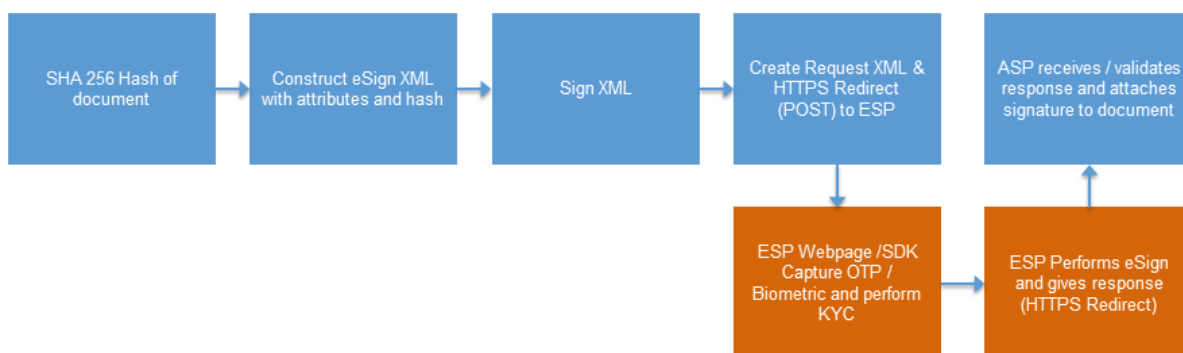 SHA 256 Hash of
document
Construct eSign XML
with attributes and hash
Sign XML
Create Request XML &
HTTPS Redirect
(POST) to ESP
ASP receives / validates
response and attaches
signature to document
ESP Webpage /SDK
Capture OTP /
Biometric and perform
KYC
ESP Performs eSign
and gives response
(HTTPS Redirect)